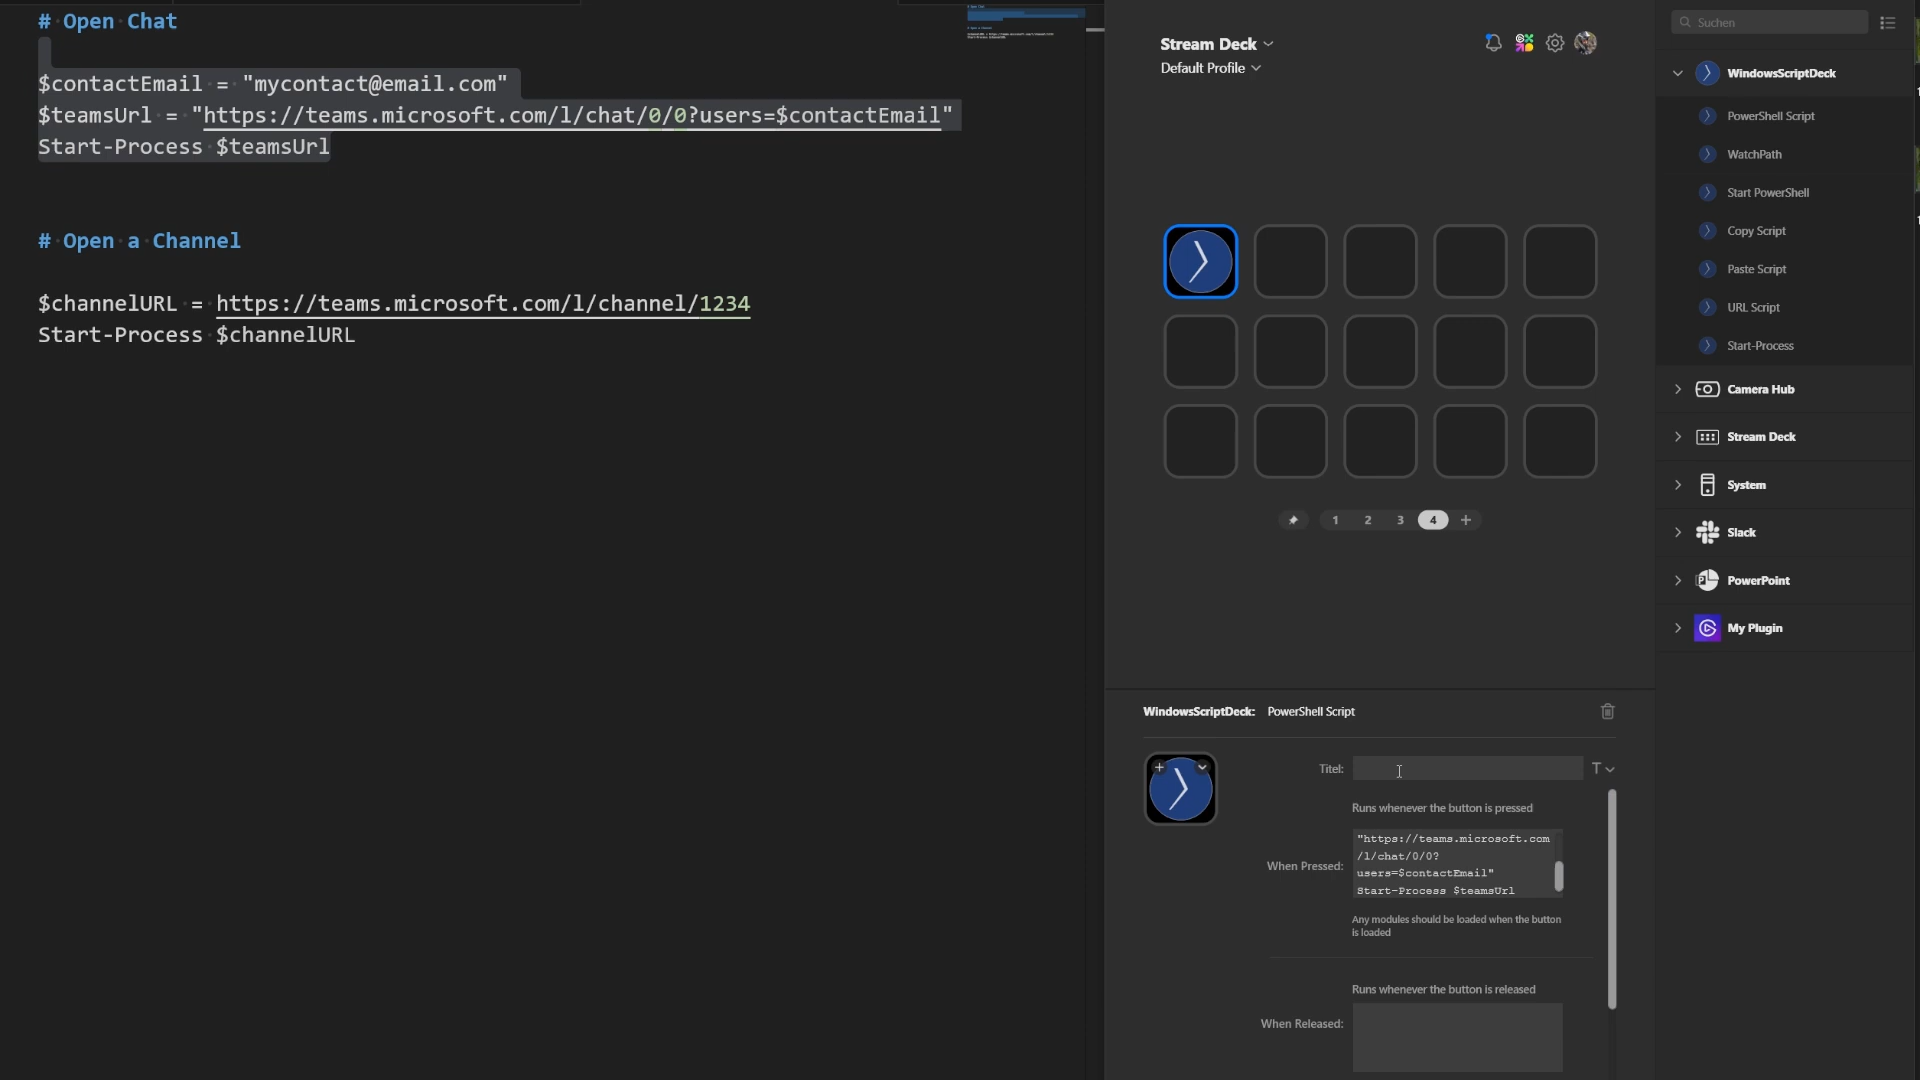 # Open Chat
$contactEmail = "mycontact@email.com"
$teamsUrl = "https://teams.microsoft.com/l/chat/0/0?users=$contactEmail"
Start-Process $teamsUrl
# Open a Channel
$channelURL = https://teams.microsoft.com/l/channel/1234
Start-Process $channelURL
Stream Deck
Default Profile
1 2 3 4 +
WindowsScriptDeck: PowerShell Script
Titel:
T
Runs whenever the button is pressed
When Pressed:
"https://teams.microsoft.com
/l/chat/0/0?
users=$contactEmail"
Start-Process $teamsUrl
Any modules should be loaded when the button
is loaded
Runs whenever the button is released
When Released:
Suchen
WindowsScriptDeck
PowerShell Script
WatchPath
Start PowerShell
Copy Script
Paste Script
URL Script
Start-Process
Camera Hub
Stream Deck
System
Slack
PowerPoint
My Plugin